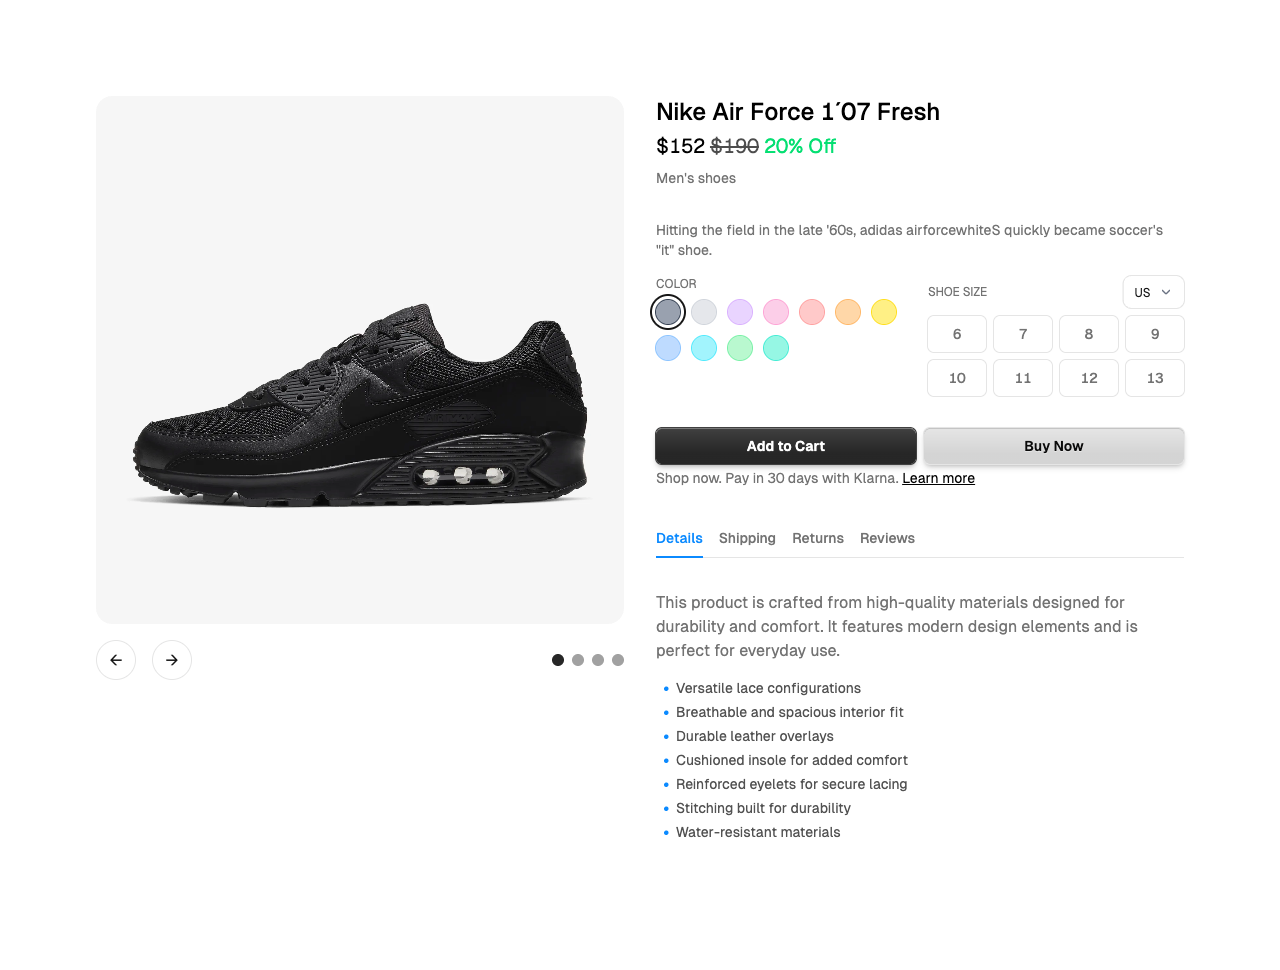 Nike Air Force 1´07 Fresh
$152 $190 20% Off
Men's shoes
Hitting the field in the late '60s, adidas airforcewhiteS quickly became soccer's
"it" shoe.
COLOR
SHOE SIZE
US
6 7 8 9
10 11 12 13
Add to Cart Buy Now
Shop now. Pay in 30 days with Klarna. Learn more
Details Shipping Returns Reviews
This product is crafted from high-quality materials designed for
durability and comfort. It features modern design elements and is
perfect for everyday use.
• Versatile lace configurations
• Breathable and spacious interior fit
• Durable leather overlays
• Cushioned insole for added comfort
• Reinforced eyelets for secure lacing
• Stitching built for durability
• Water-resistant materials